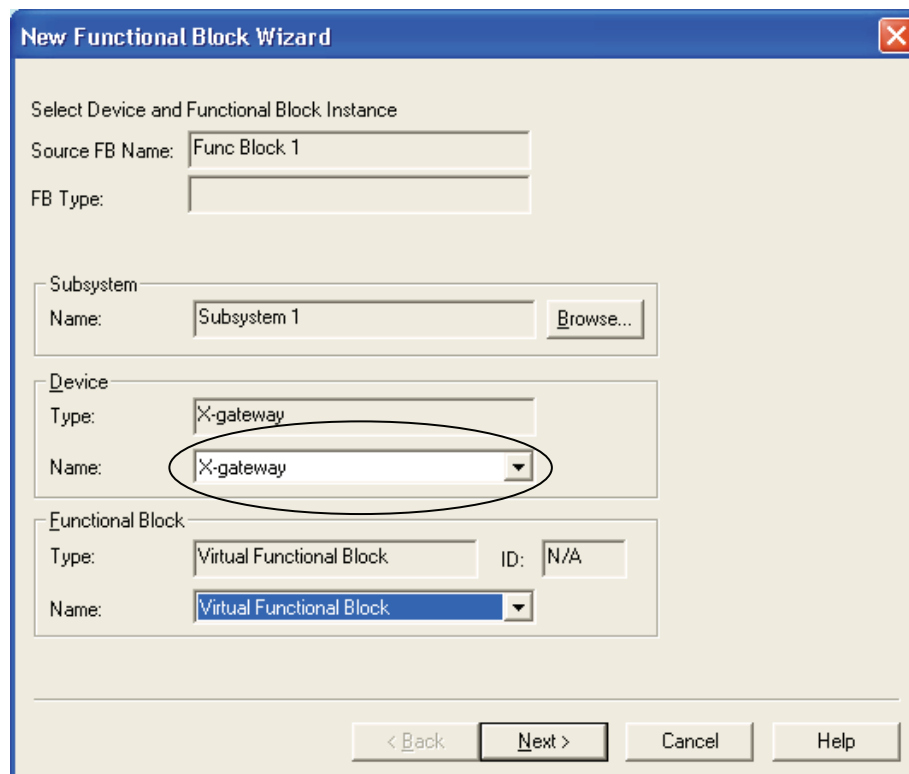 New Functional Block Wizard
Select Device and Functional Block Instance
Source FB Name: Func Block 1
FB Type:
Subsystem
Name: Subsystem 1 Browse...
Device
Type: X-gateway
Name: X-gateway
Functional Block
Type: Virtual Functional Block ID: N/A
Name: Virtual Functional Block
< Back Next > Cancel Help